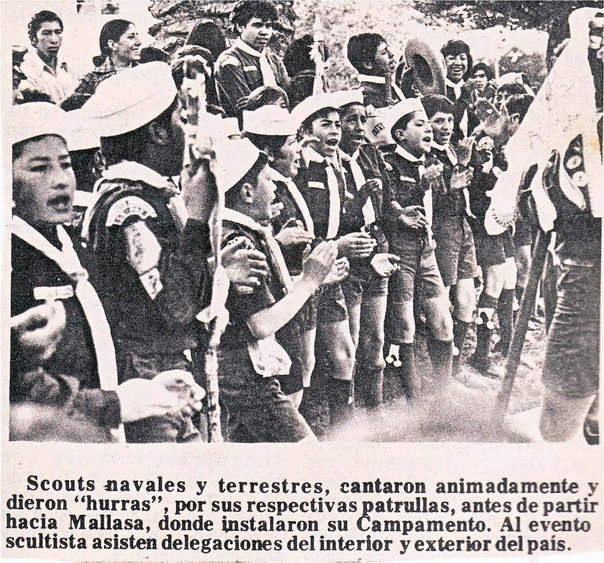 Scouts navales y terrestres, cantaron animadamente y
dieron "hurras", por sus respectivas patrullas, antes de partir
hacia Mallasa, donde instalaron su Campamento. Al evento
scultista asisten delegaciones del interior y exterior del país.